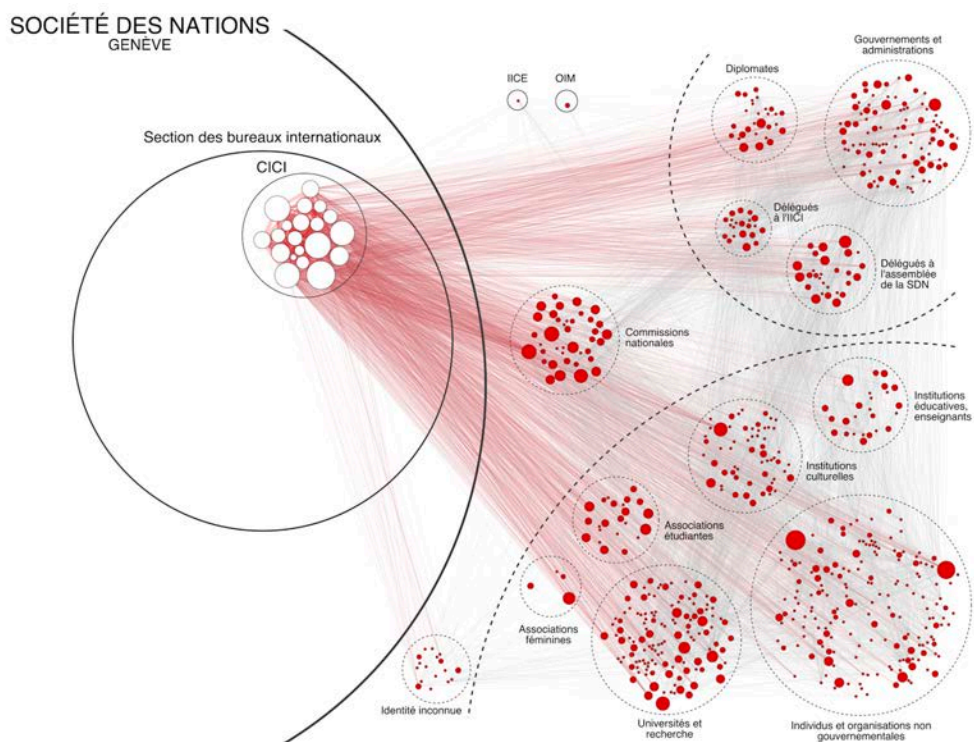 SOCIÉTÉ DES NATIONS
GENÈVE
Section des bureaux internationaux
CICI
IICE
OIM
Diplomates
Gouvernements et
administrations
Délégués
à l'IICI
Délégués à
l'assemblée
de la SDN
Commissions
nationales
Institutions
éducatives,
enseignants
Institutions
culturelles
Associations
étudiantes
Associations
féminines
Identité inconnue
Universités et
recherche
Individus et organisations non
gouvernementales